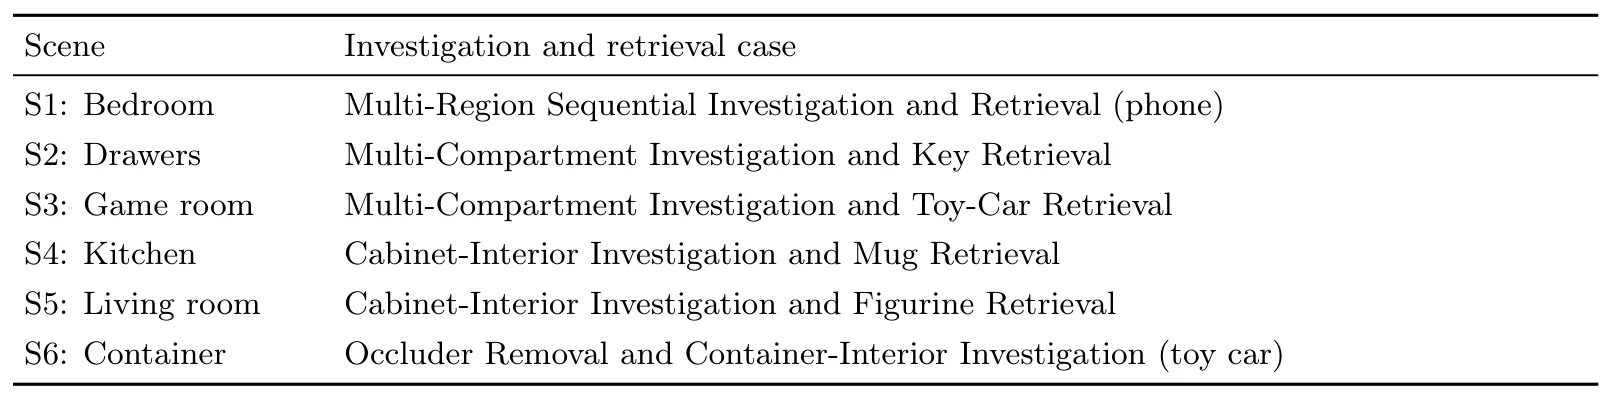 Scene Investigation and retrieval case
S1: Bedroom Multi-Region Sequential Investigation and Retrieval (phone)
S2: Drawers Multi-Compartment Investigation and Key Retrieval
S3: Game room Multi-Compartment Investigation and Toy-Car Retrieval
S4: Kitchen Cabinet-Interior Investigation and Mug Retrieval
S5: Living room Cabinet-Interior Investigation and Figurine Retrieval
S6: Container Occluder Removal and Container-Interior Investigation (toy car)